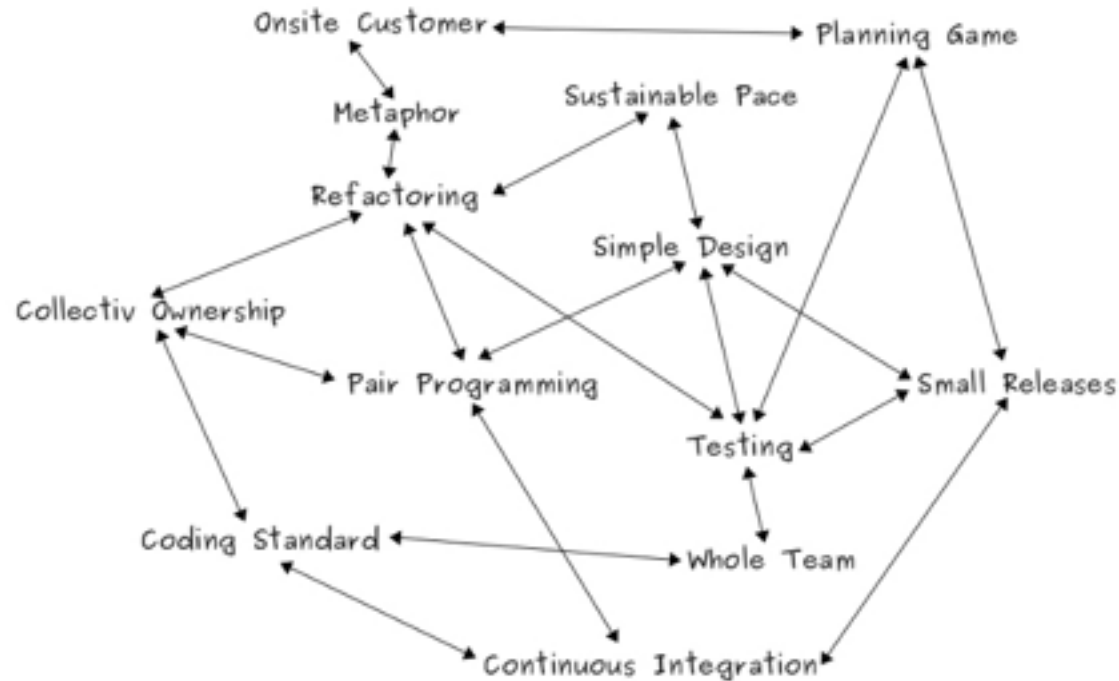 Onsite Customer
Planning Game
Sustainable Pace
Metaphor
Refactoring
Simple Design
Collectiv Ownership
Pair Programming
Small Releases
Testing
Coding Standard
Whole Team
Continuous Integration